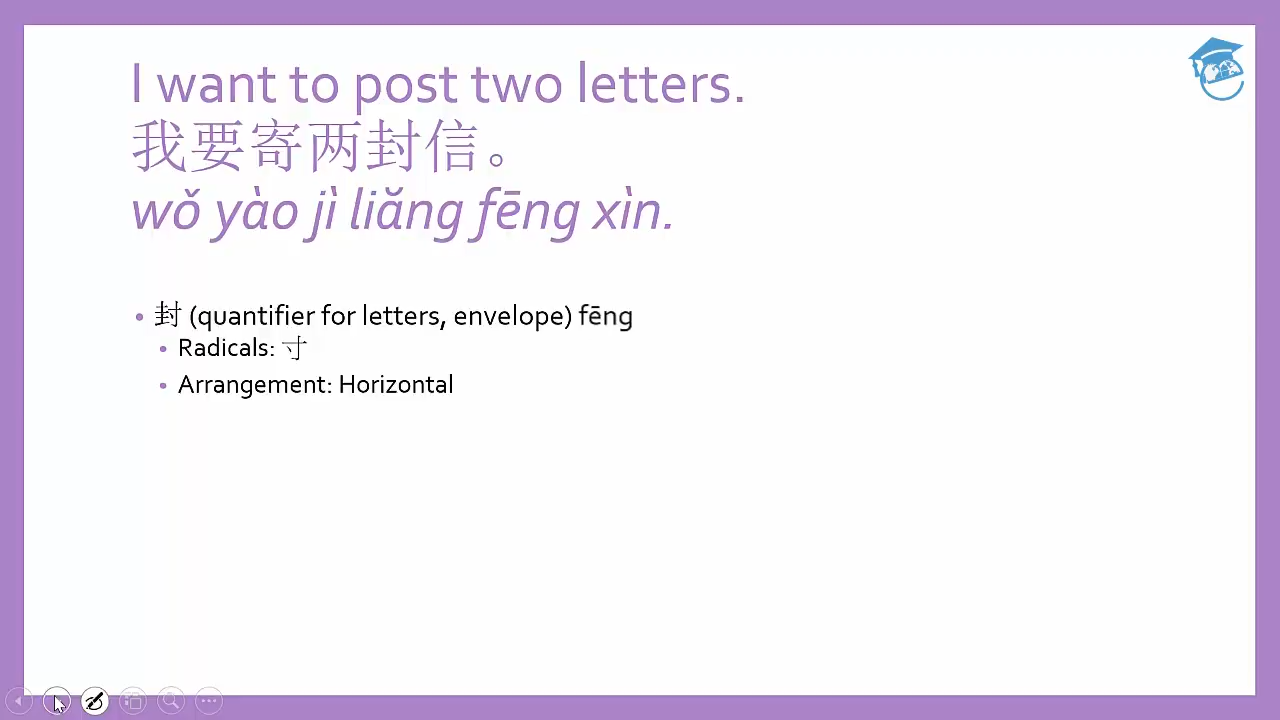 I want to post two letters.
我要寄两封信。
wǒ yào jì liăng fēng xìn.
• 封 (quantifier for letters, envelope) fēng
• Radicals: 寸
• Arrangement: Horizontal